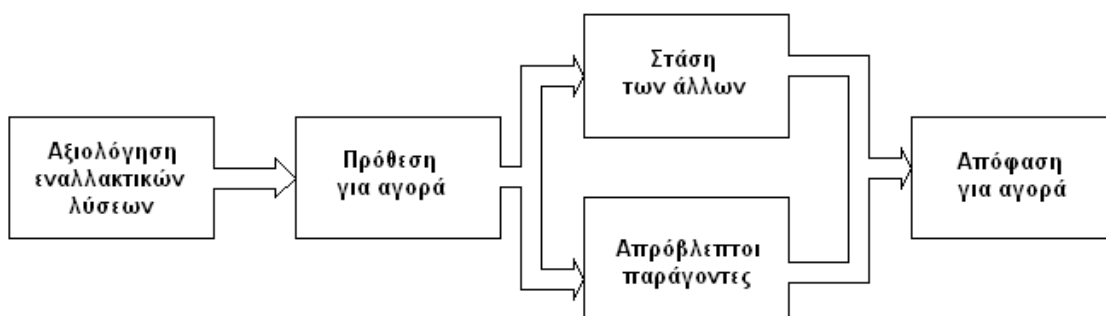 Αξιολόγηση
εναλλακτικών
λύσεων
Πρόθεση
για αγορά
Στάση
των άλλων
Απρόβλεπτοι
παράγοντες
Απόφαση
για αγορά